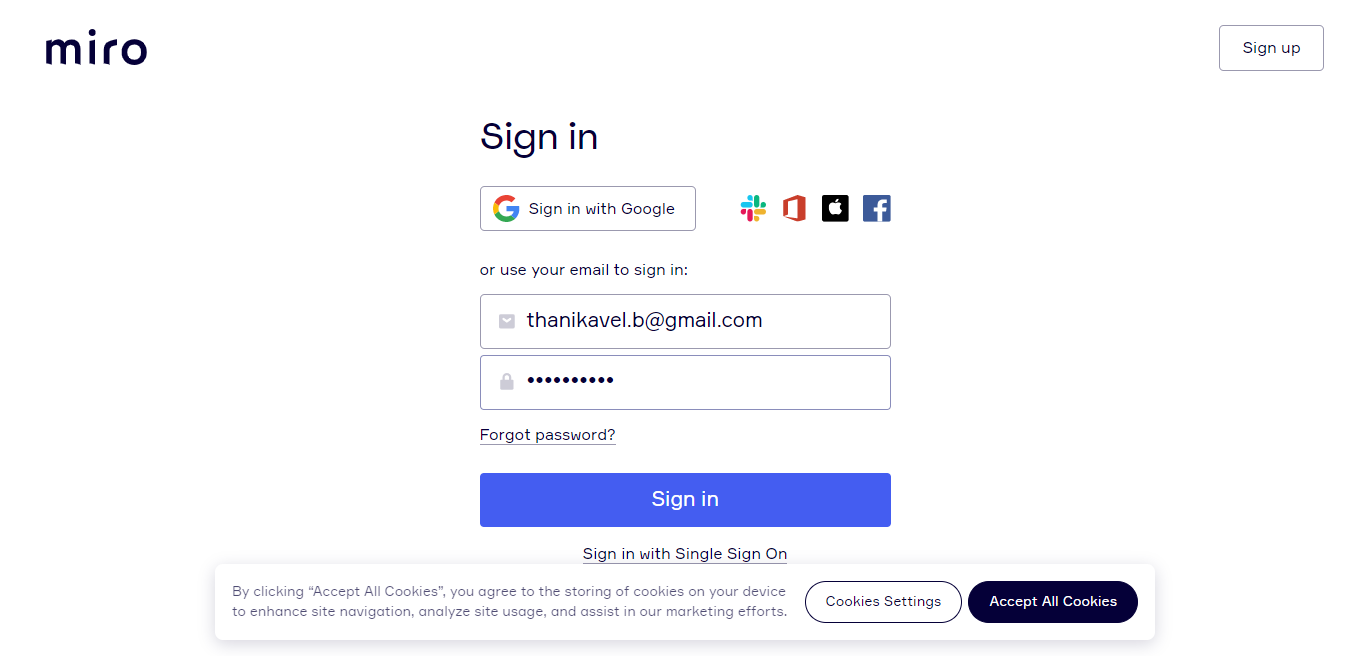 miro
Sign up
Sign in
Sign in with Google
or use your email to sign in:
thanikavel.b@gmail.com
••••••••••
Forgot password?
Sign in
Sign in with Single Sign On
By clicking “Accept All Cookies”, you agree to the storing of cookies on your device
to enhance site navigation, analyze site usage, and assist in our marketing efforts.
Cookies Settings
Accept All Cookies